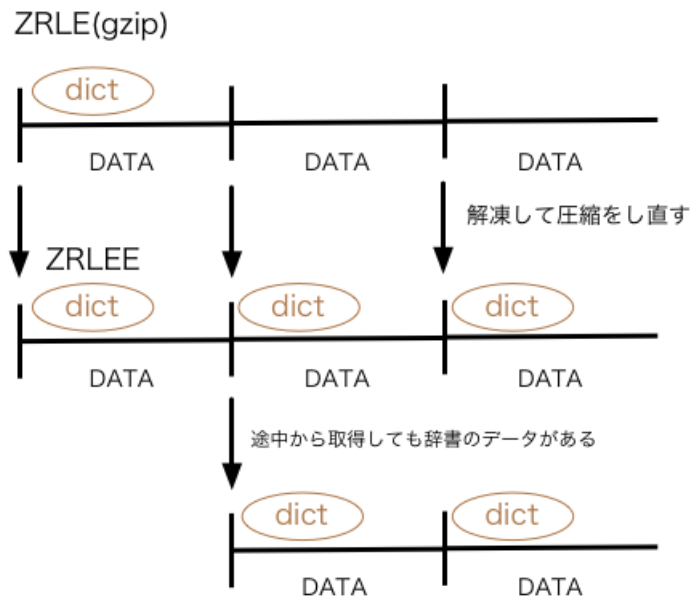 ZRLE(gzip)
dict
DATA DATA DATA
解凍して圧縮をし直す
ZRLEE
dict dict dict
DATA DATA DATA
途中から取得しても辞書のデータがある
dict dict
DATA DATA